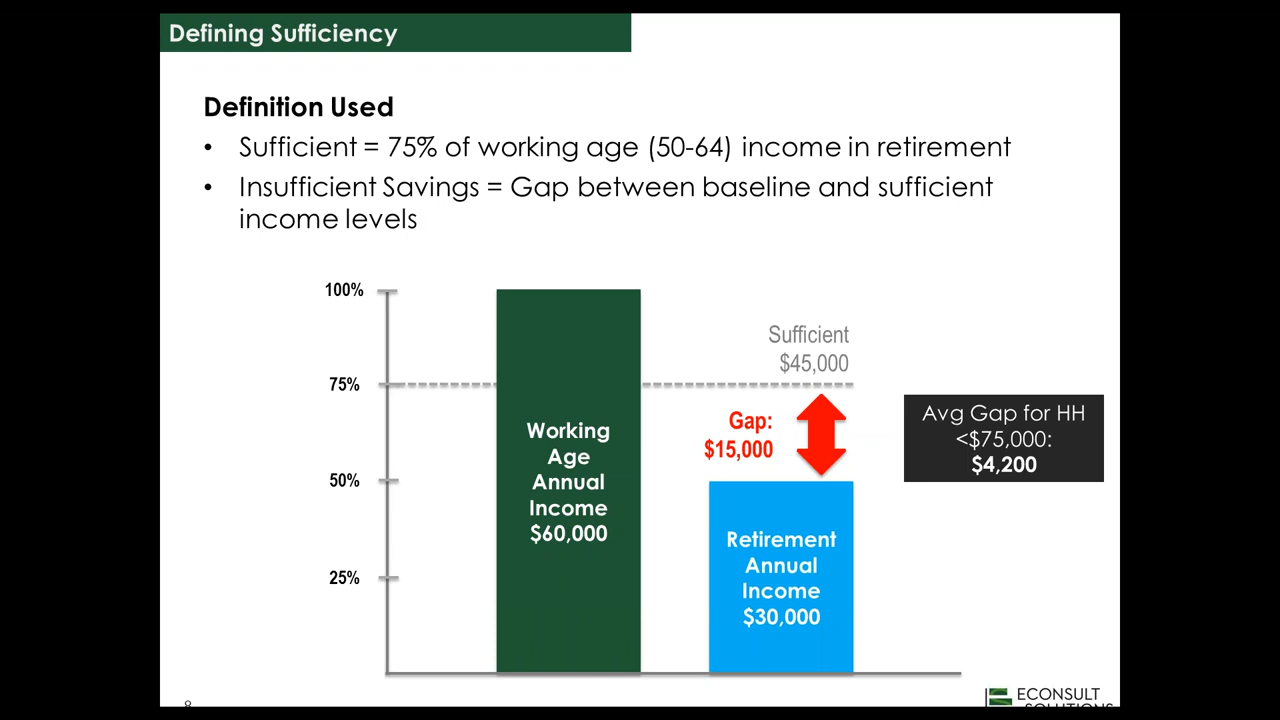 Defining Sufficiency
Definition Used
• Sufficient = 75% of working age (50-64) income in retirement
• Insufficient Savings = Gap between baseline and sufficient
income levels
100%
75%
50%
25%
Working
Age
Annual
Income
$60,000
Sufficient
$45,000
Gap:
$15,000
Retirement
Annual
Income
$30,000
Avg Gap for HH
<$75,000:
$4,200
8
ECONSULT
SOLUTIONS